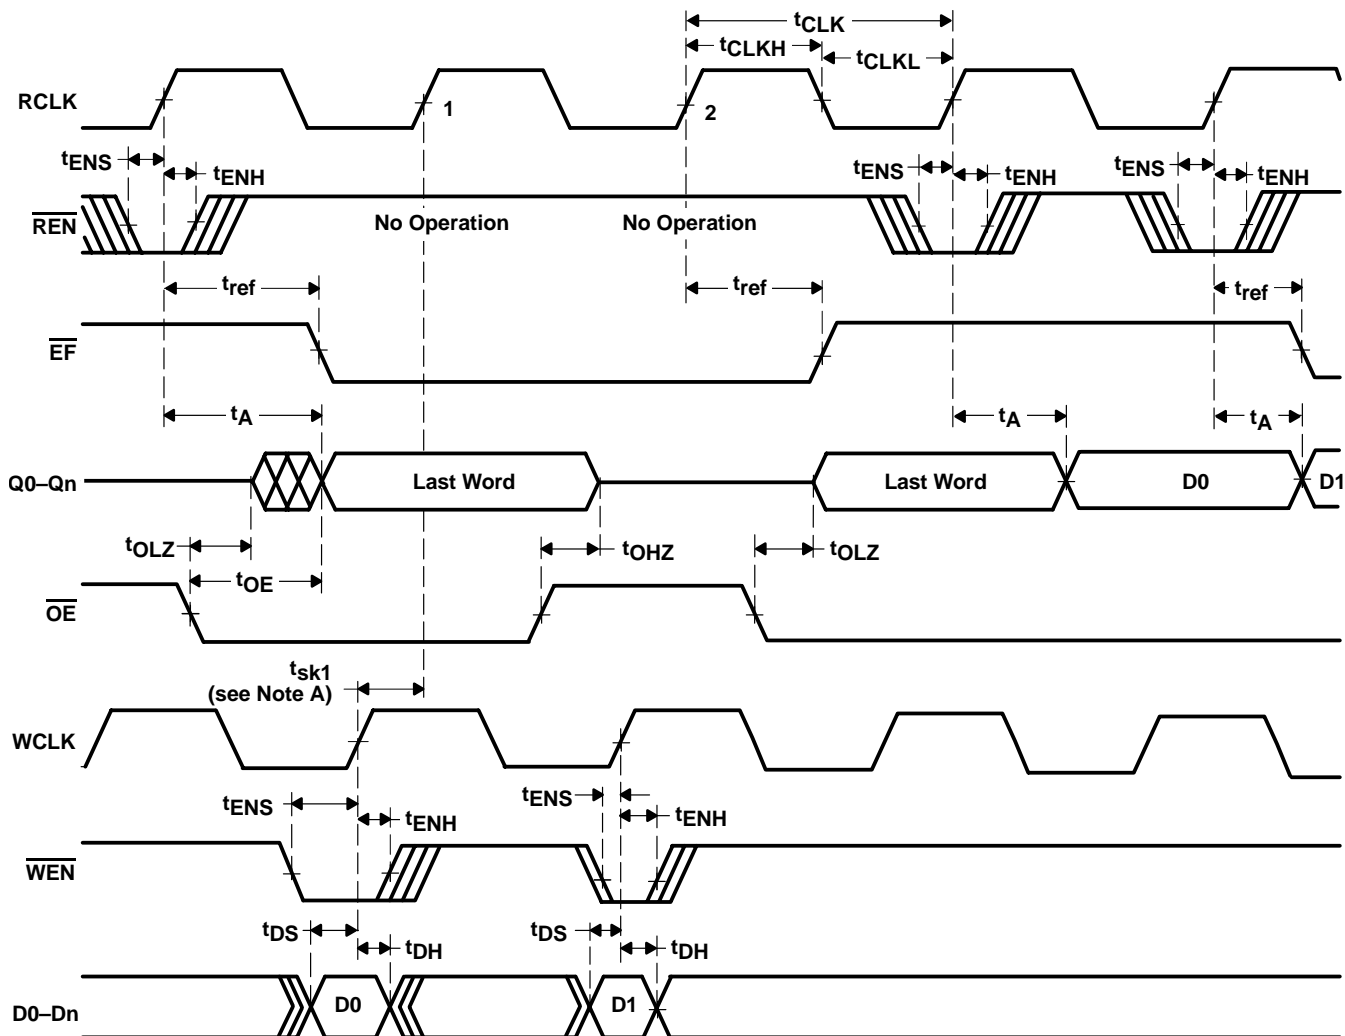 tCLK
tCLKH
tCLKL
RCLK
1
2
tENS
tENH
tENS
tENH
tENS
tENH
REN
No Operation
No Operation
tref
tref
tref
EF
tA
tA
tA
Q0–Qn
Last Word
Last Word
D0
D1
tOLZ
tOHZ
tOLZ
tOE
OE
tsk1
(see Note A)
WCLK
tENS
tENH
tENS
tENH
WEN
tDS
tDH
tDS
tDH
D0–Dn
D0
D1